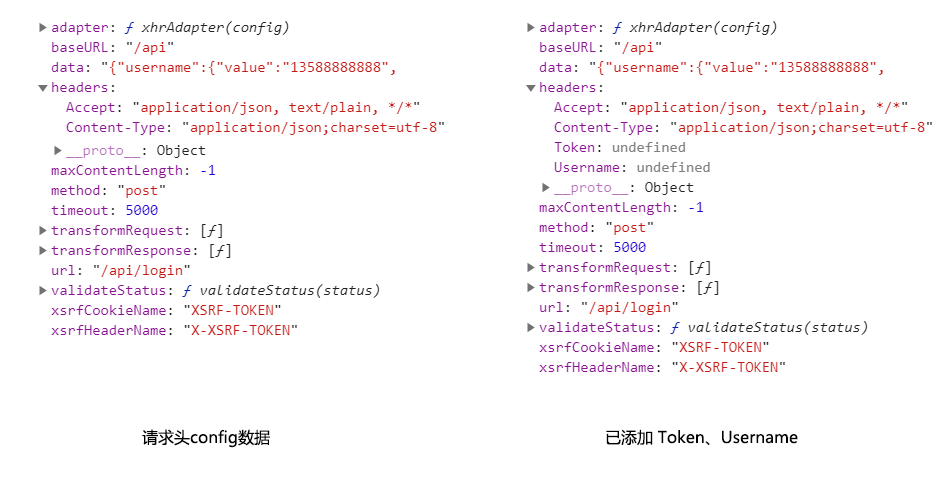 adapter: ƒ xhrAdapter(config)
baseURL: "/api"
data: "{"username":{"value":"13588888888",
headers:
Accept: "application/json, text/plain, */*"
Content-Type: "application/json;charset=utf-8"
__proto__: Object
maxContentLength: -1
method: "post"
timeout: 5000
transformRequest: [ƒ]
transformResponse: [ƒ]
url: "/api/login"
validateStatus: ƒ validateStatus(status)
xsrfCookieName: "XSRF-TOKEN"
xsrfHeaderName: "X-XSRF-TOKEN"
请求头config数据
adapter: ƒ xhrAdapter(config)
baseURL: "/api"
data: "{"username":{"value":"13588888888",
headers:
Accept: "application/json, text/plain, */*"
Content-Type: "application/json;charset=utf-8"
Token: undefined
Username: undefined
__proto__: Object
maxContentLength: -1
method: "post"
timeout: 5000
transformRequest: [ƒ]
transformResponse: [ƒ]
url: "/api/login"
validateStatus: ƒ validateStatus(status)
xsrfCookieName: "XSRF-TOKEN"
xsrfHeaderName: "X-XSRF-TOKEN"
已添加 Token、Username